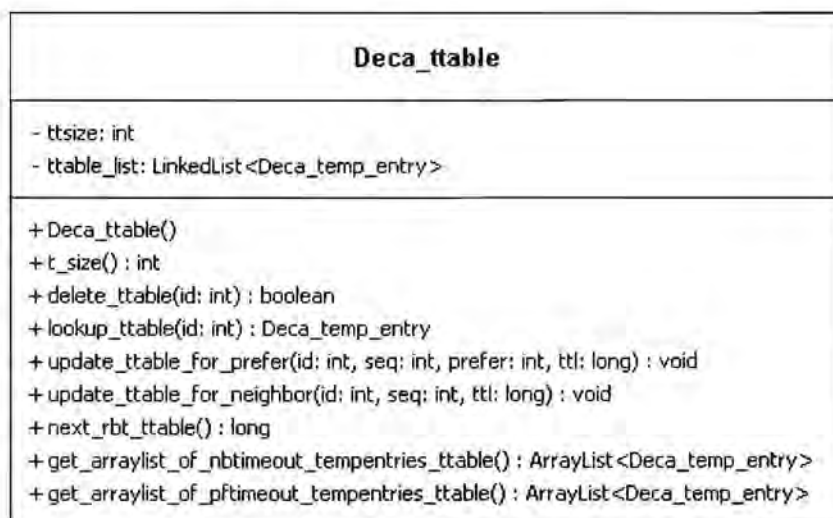 Deca_ttable
- ttsize: int
- ttable_list: LinkedList<Deca_temp_entry>
+ Deca_ttable()
+ t_size() : int
+ delete_ttable(id: int) : boolean
+ lookup_ttable(id: int) : Deca_temp_entry
+ update_ttable_for_prefer(id: int, seq: int, prefer: int, ttl: long) : void
+ update_ttable_for_neighbor(id: int, seq: int, ttl: long) : void
+ next_rbt_ttable() : long
+ get_arraylist_of_nbtimeout_tempentries_ttable() : ArrayList<Deca_temp_entry>
+ get_arraylist_of_pftimeout_tempentries_ttable() : ArrayList<Deca_temp_entry>